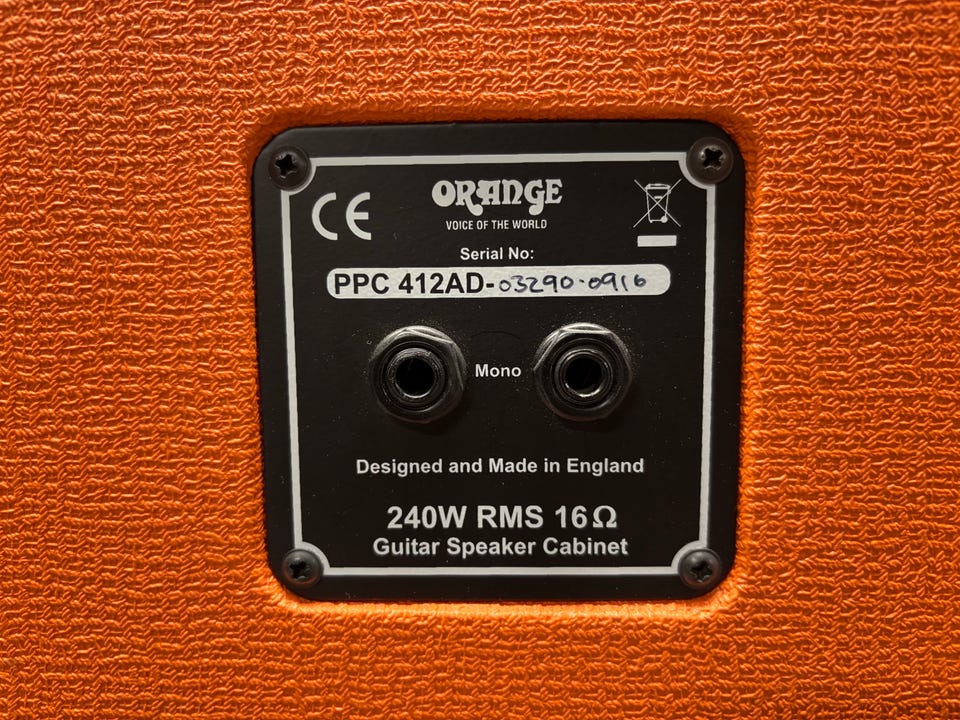 CE
ORANGE
VOICE OF THE WORLD
Serial No:
PPC 412AD-03290-0916
Mono
Designed and Made in England
240W RMS 16Ω
Guitar Speaker Cabinet